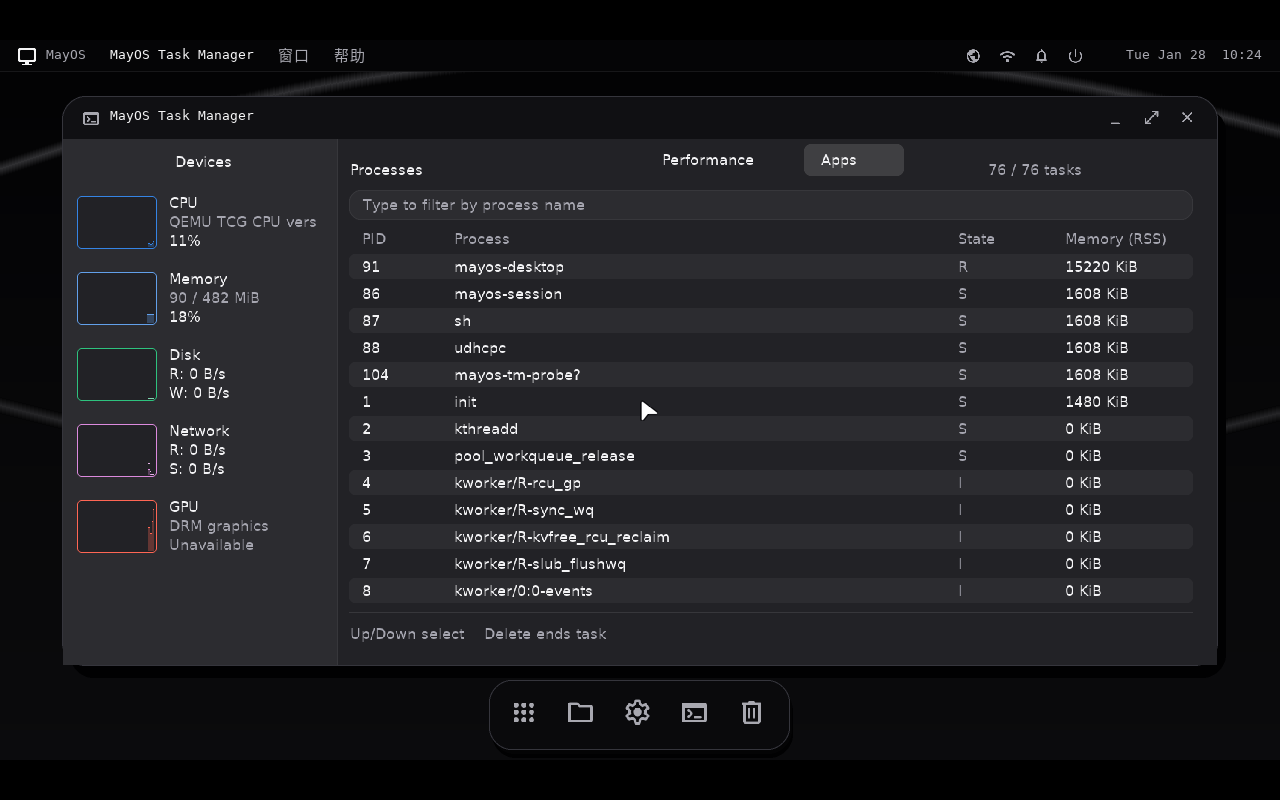 MayOS MayOS Task Manager 窗口 帮助 Tue Jan 28 10:24
MayOS Task Manager
Devices
CPU
QEMU TCG CPU vers
11%
Memory
90 / 482 MiB
18%
Disk
R: 0 B/s
W: 0 B/s
Network
R: 0 B/s
S: 0 B/s
GPU
DRM graphics
Unavailable
Performance Apps
Processes 76 / 76 tasks
Type to filter by process name
PID Process State Memory (RSS)
91 mayos-desktop R 15220 KiB
86 mayos-session S 1608 KiB
87 sh S 1608 KiB
88 udhcpc S 1608 KiB
104 mayos-tm-probe? S 1608 KiB
1 init S 1480 KiB
2 kthreadd S 0 KiB
3 pool_workqueue_release S 0 KiB
4 kworker/R-rcu_gp I 0 KiB
5 kworker/R-sync_wq I 0 KiB
6 kworker/R-kvfree_rcu_reclaim I 0 KiB
7 kworker/R-slub_flushwq I 0 KiB
8 kworker/0:0-events I 0 KiB
Up/Down select Delete ends task